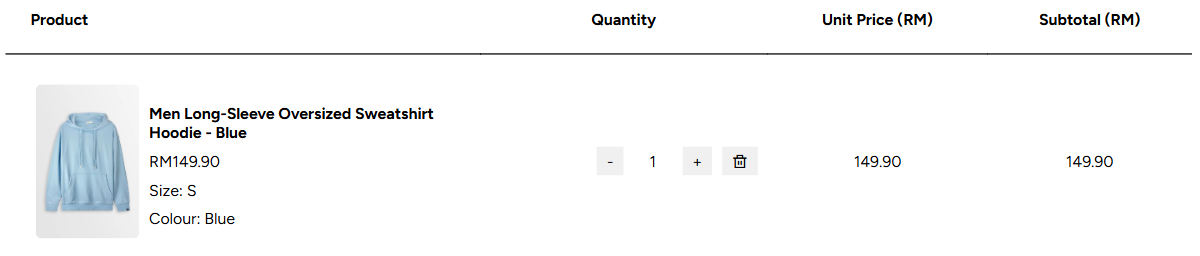 Product Quantity Unit Price (RM) Subtotal (RM)
Men Long-Sleeve Oversized Sweatshirt
Hoodie - Blue
RM149.90
- 1 + 149.90 149.90
Size: S
Colour: Blue